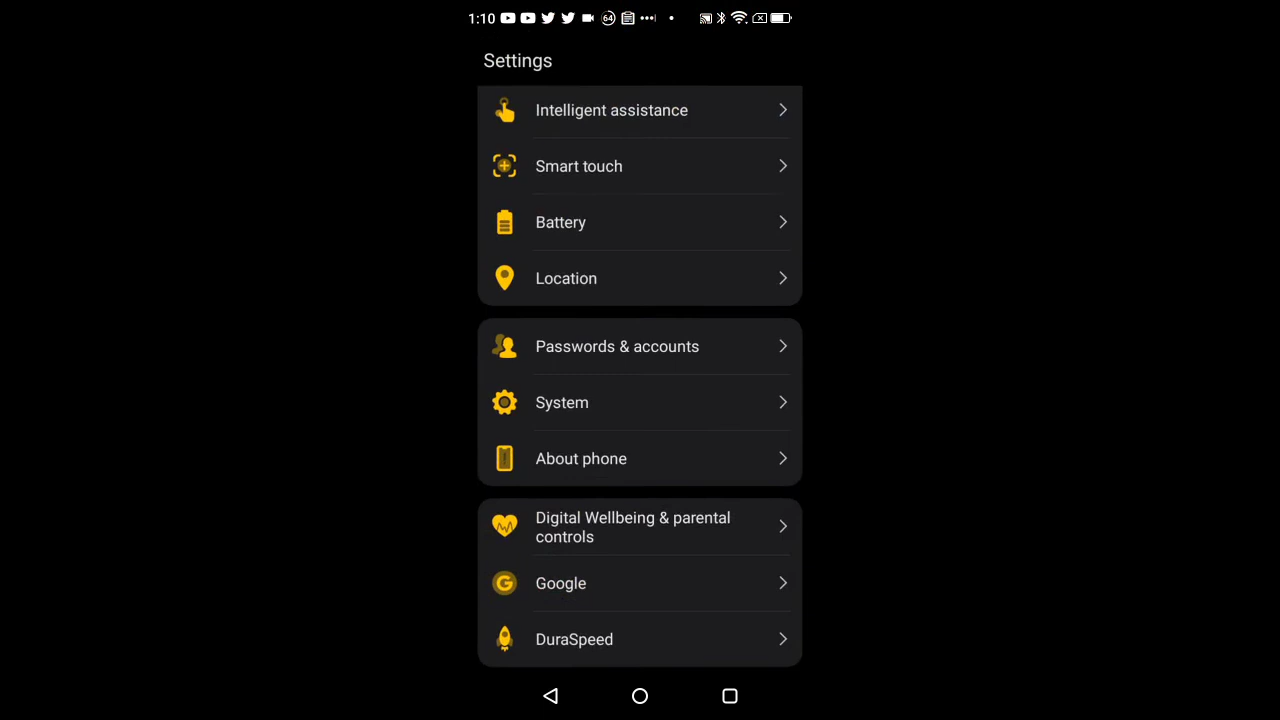 1:10
64
Settings
Intelligent assistance
Smart touch
Battery
Location
Passwords & accounts
System
About phone
Digital Wellbeing & parental
controls
Google
DuraSpeed